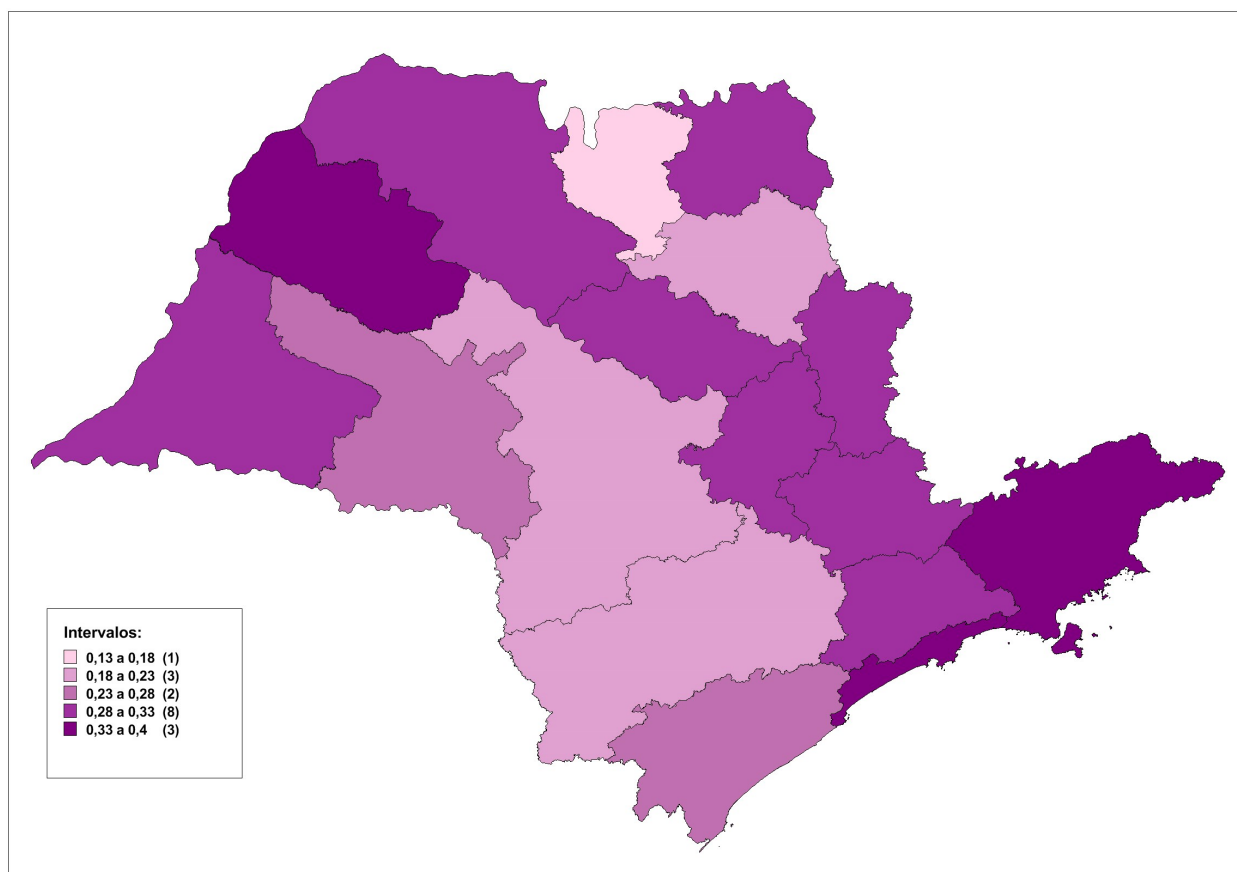 Intervalos:
0,13 a 0,18 (1)
0,18 a 0,23 (3)
0,23 a 0,28 (2)
0,28 a 0,33 (8)
0,33 a 0,4 (3)